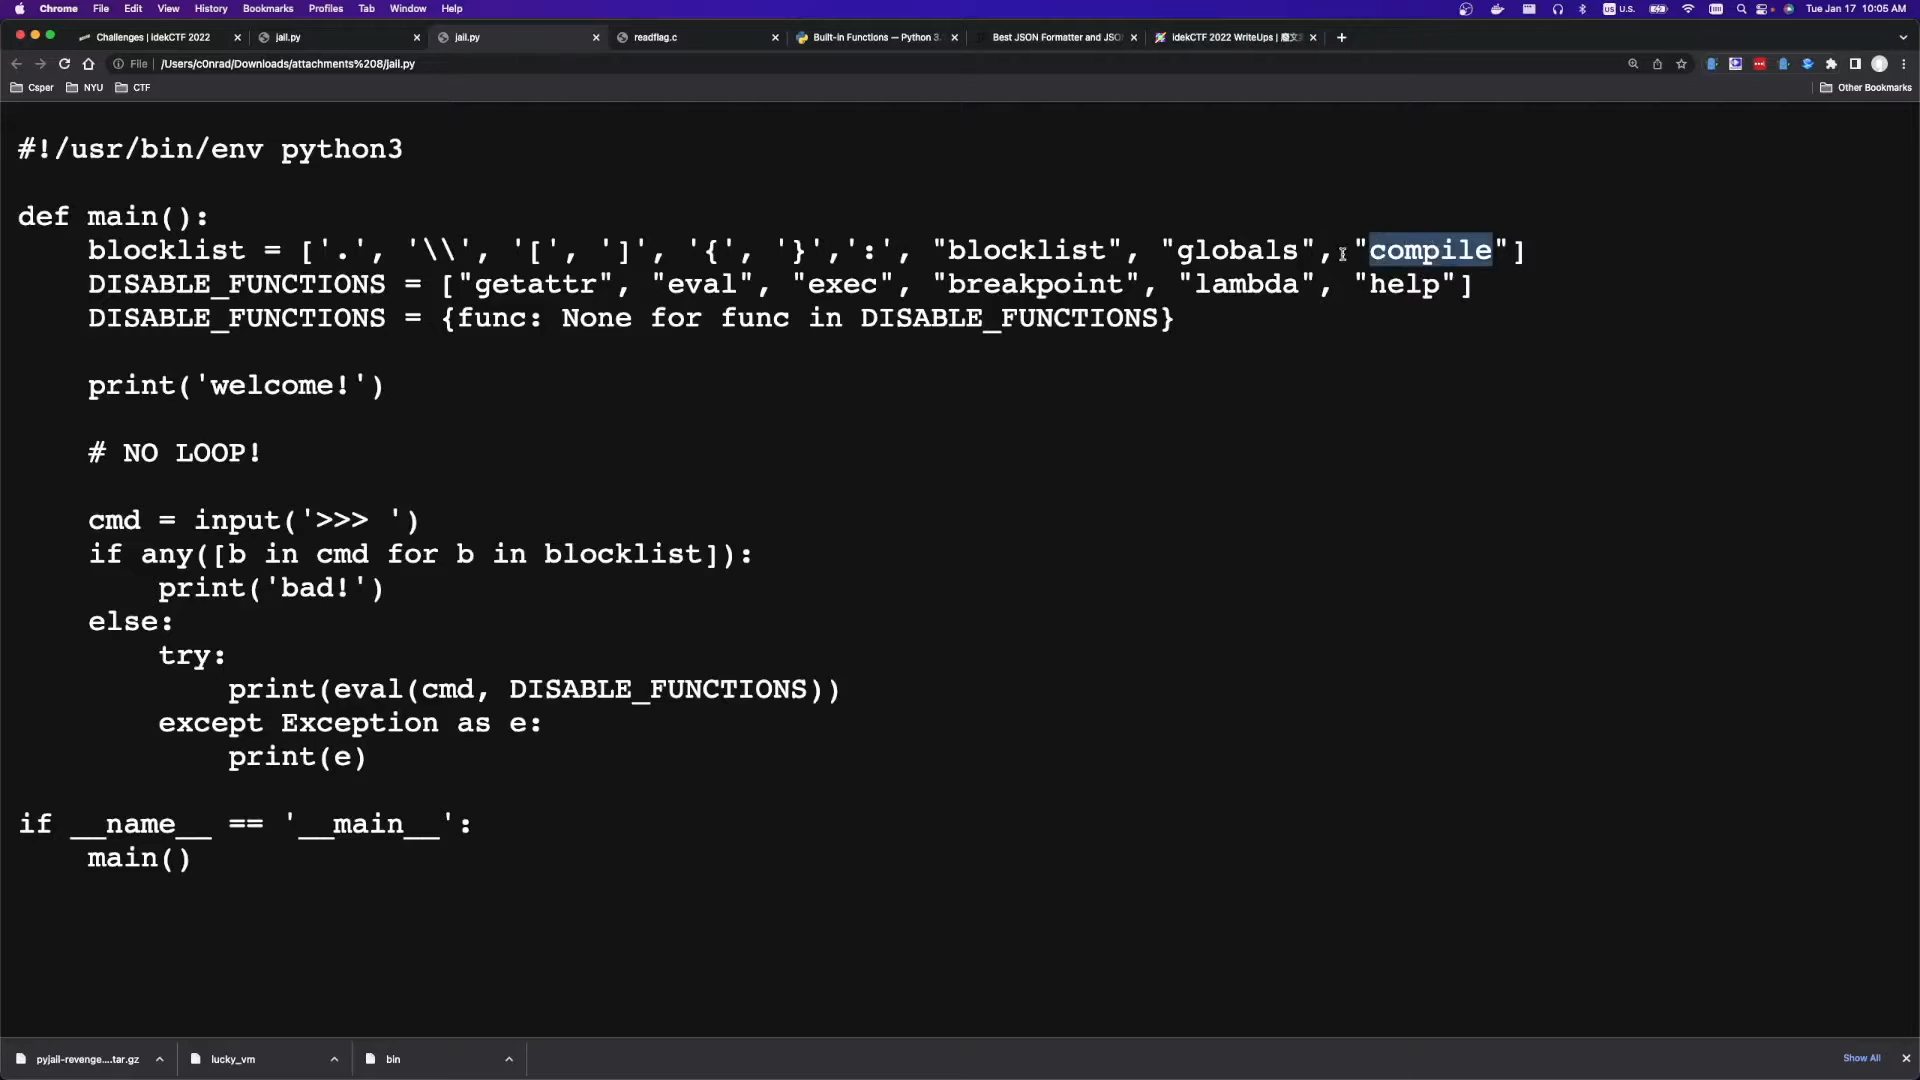 Chrome File Edit View History Bookmarks Profiles Tab Window Help U.S. Tue Jan 17 10:05 AM
Challenges | idekCTF 2022 jail.py jail.py readflag.c Built-in Functions — Python 3. Best JSON Formatter and JSO idekCTF 2022 WriteUps |
File /Users/c0nrad/Downloads/attachments%208/jail.py
Csper NYU CTF Other Bookmarks
#!/usr/bin/env python3
def main():
    blocklist = ['.', '\\', '[', ']', '{', '}',':', "blocklist", "globals", "compile"]
    DISABLE_FUNCTIONS = ["getattr", "eval", "exec", "breakpoint", "lambda", "help"]
    DISABLE_FUNCTIONS = {func: None for func in DISABLE_FUNCTIONS}
    print('welcome!')
    # NO LOOP!
    cmd = input('>>> ')
    if any([b in cmd for b in blocklist]):
        print('bad!')
    else:
        try:
            print(eval(cmd, DISABLE_FUNCTIONS))
        except Exception as e:
            print(e)
if __name__ == '__main__':
    main()
pyjail-revenge....tar.gz lucky_vm bin Show All